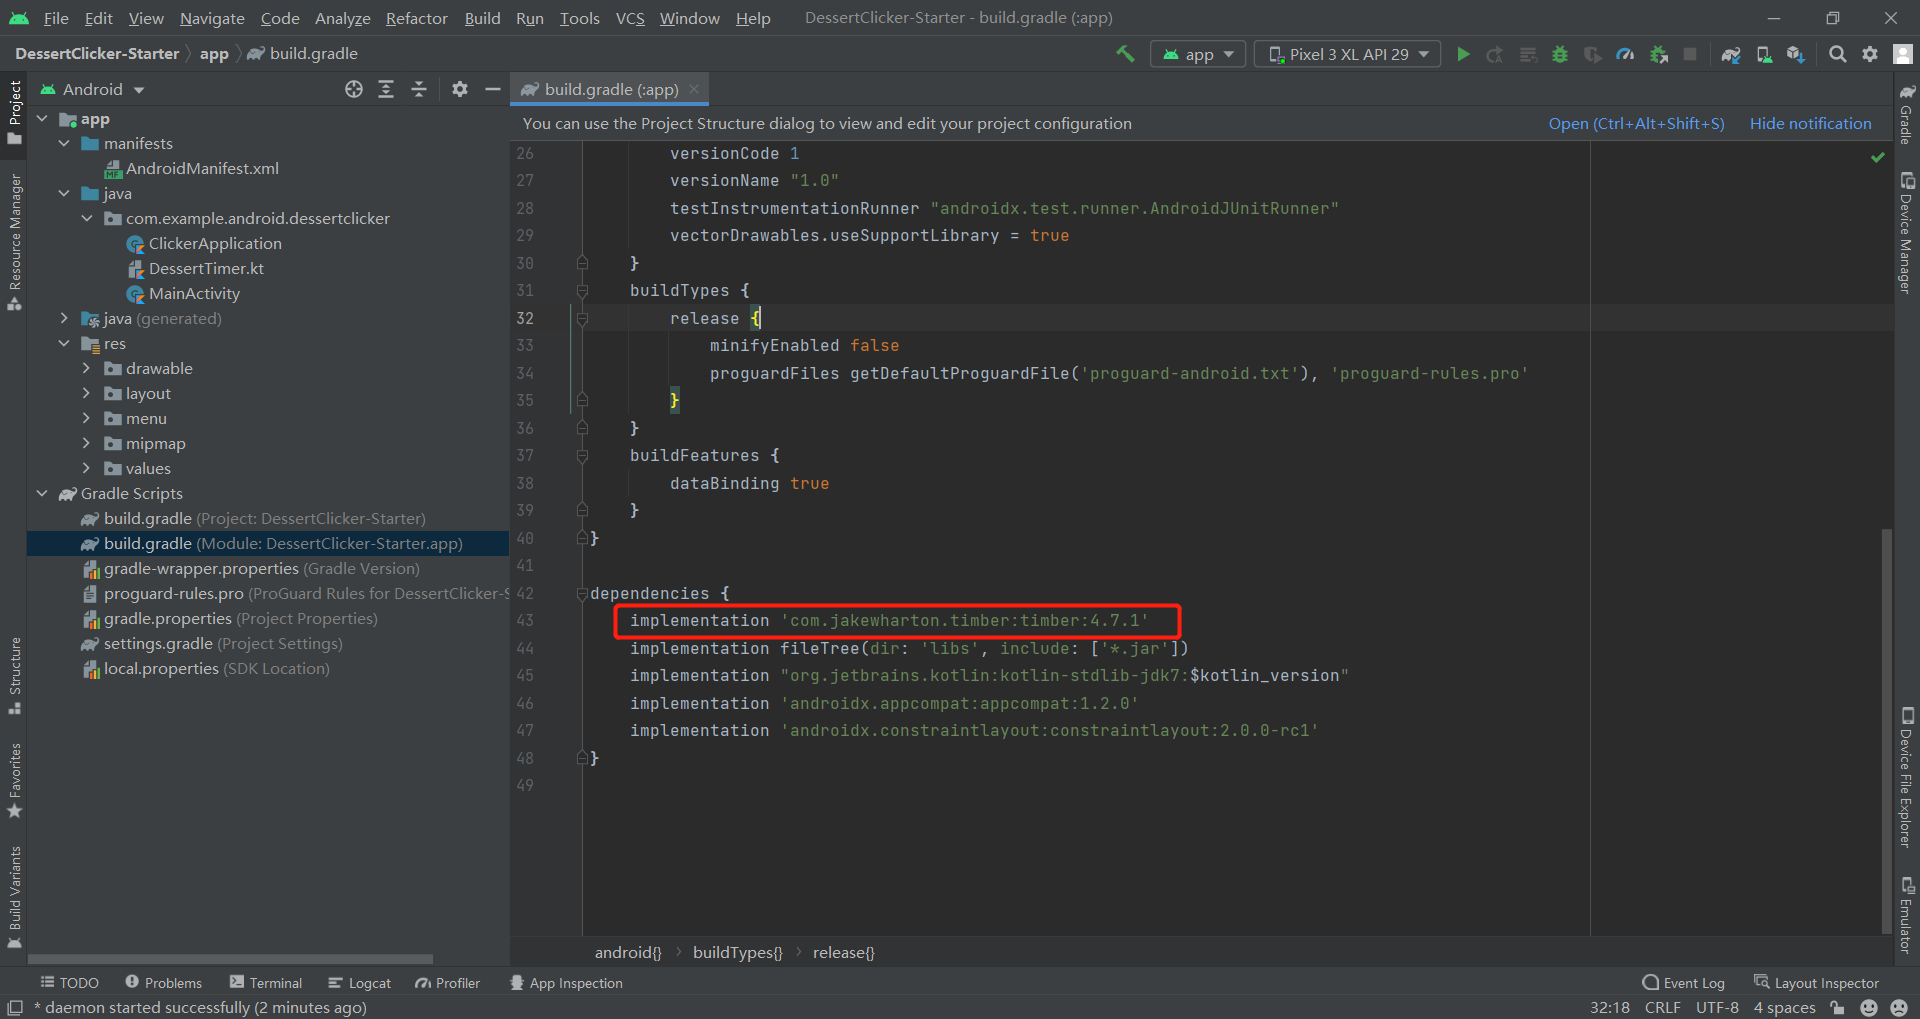 File Edit View Navigate Code Analyze Refactor Build Run Tools VCS Window Help DessertClicker-Starter - build.gradle (:app)
DessertClicker-Starter app build.gradle app Pixel 3 XL API 29
Project
Resource Manager
Structure
Favorites
Build Variants
Android
app
manifests
AndroidManifest.xml
java
com.example.android.dessertclicker
ClickerApplication
DessertTimer.kt
MainActivity
java (generated)
res
drawable
layout
menu
mipmap
values
Gradle Scripts
build.gradle (Project: DessertClicker-Starter)
build.gradle (Module: DessertClicker-Starter.app)
gradle-wrapper.properties (Gradle Version)
proguard-rules.pro (ProGuard Rules for DessertClicker-S
gradle.properties (Project Properties)
settings.gradle (Project Settings)
local.properties (SDK Location)
build.gradle (:app)
You can use the Project Structure dialog to view and edit your project configuration Open (Ctrl+Alt+Shift+S) Hide notification
26 versionCode 1
27 versionName "1.0"
28 testInstrumentationRunner "androidx.test.runner.AndroidJUnitRunner"
29 vectorDrawables.useSupportLibrary = true
30 }
31 buildTypes {
32 release {
33 minifyEnabled false
34 proguardFiles getDefaultProguardFile('proguard-android.txt'), 'proguard-rules.pro'
35 }
36 }
37 buildFeatures {
38 dataBinding true
39 }
40 }
41
42 dependencies {
43 implementation 'com.jakewharton.timber:timber:4.7.1'
44 implementation fileTree(dir: 'libs', include: ['*.jar'])
45 implementation "org.jetbrains.kotlin:kotlin-stdlib-jdk7:$kotlin_version"
46 implementation 'androidx.appcompat:appcompat:1.2.0'
47 implementation 'androidx.constraintlayout:constraintlayout:2.0.0-rc1'
48 }
49
android{} buildTypes{} release{}
Gradle
Device Manager
Device File Explorer
Emulator
TODO Problems Terminal Logcat Profiler App Inspection Event Log Layout Inspector
* daemon started successfully (2 minutes ago) 32:18 CRLF UTF-8 4 spaces